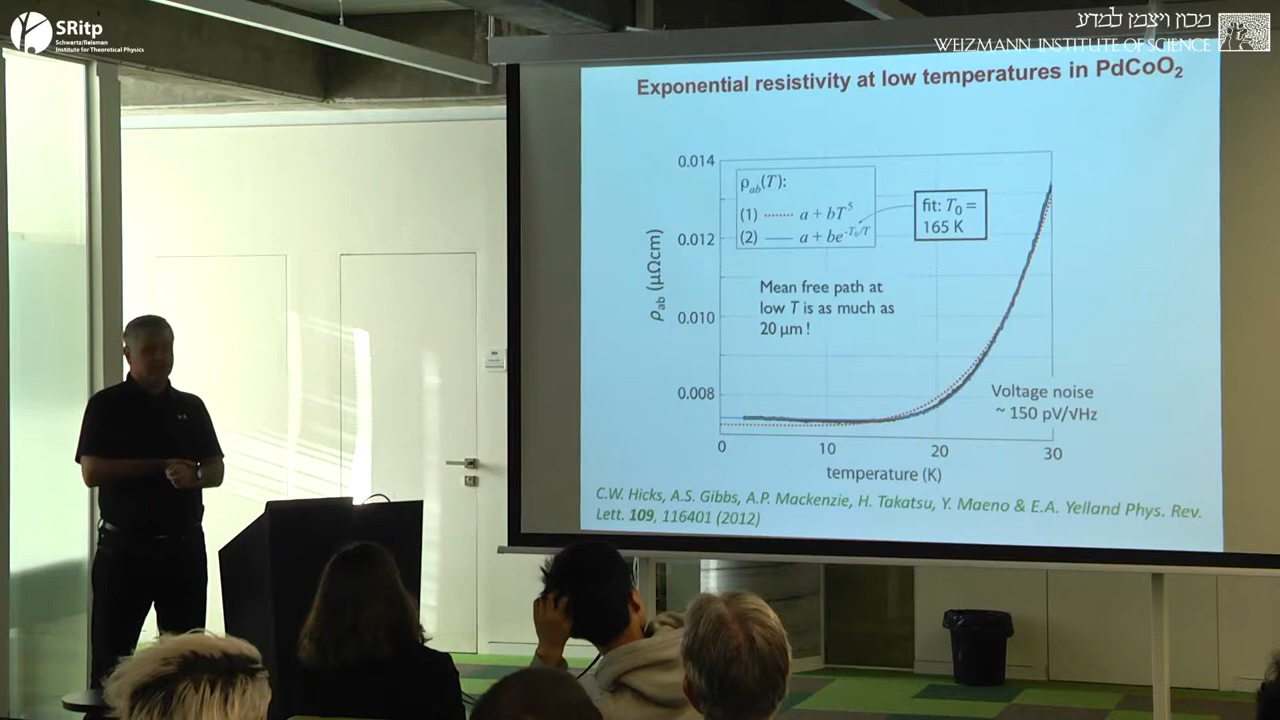 SRitp
Schwartz/Reisman
Institute for Theoretical Physics
מכון ויצמן למדע
WEIZMANN INSTITUTE OF SCIENCE
Exponential resistivity at low temperatures in PdCoO₂
0.014
0.012
0.010
0.008
ρab (μΩcm)
ρab(T):
(1) a + bT⁵
(2) a + be^-T₀/T
fit: T₀ =
165 K
Mean free path at
low T is as much as
20 μm !
Voltage noise
~ 150 pV/√Hz
0 10 20 30
temperature (K)
C.W. Hicks, A.S. Gibbs, A.P. Mackenzie, H. Takatsu, Y. Maeno & E.A. Yelland Phys. Rev.
Lett. 109, 116401 (2012)